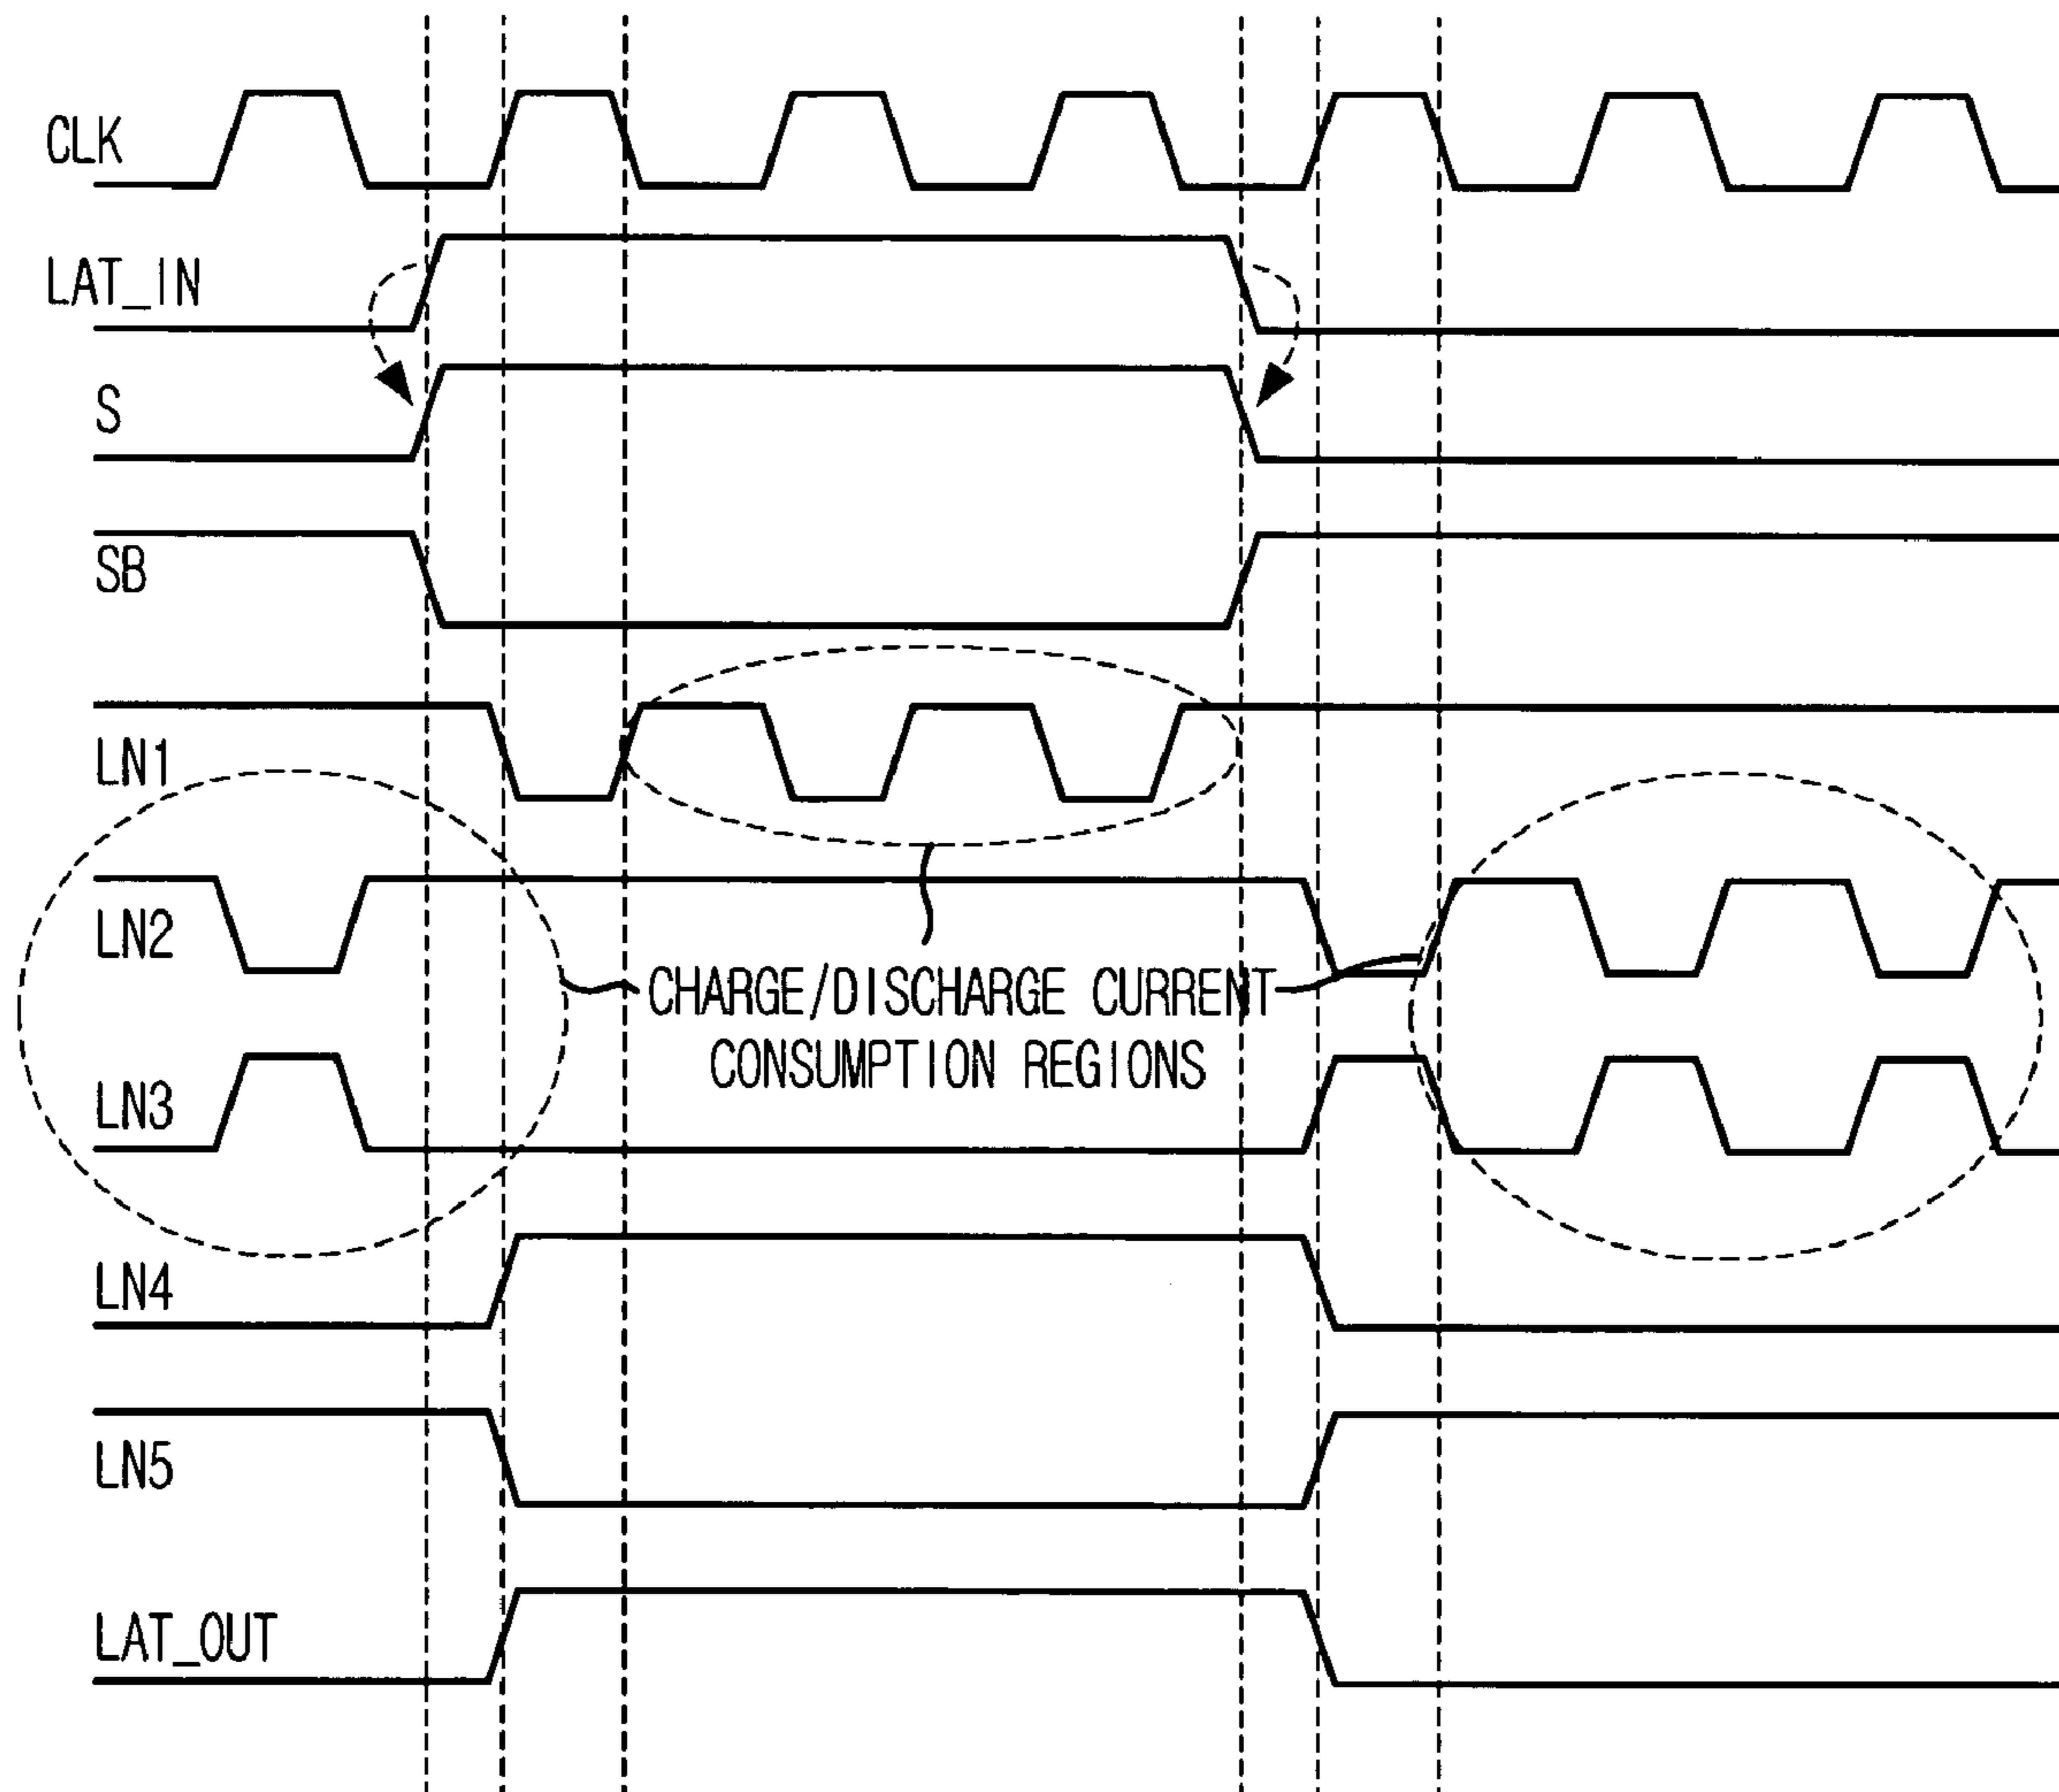 CLK
LAT_IN
S
SB
LN1
LN2
CHARGE/DISCHARGE CURRENT
CONSUMPTION REGIONS
LN3
LN4
LN5
LAT_OUT